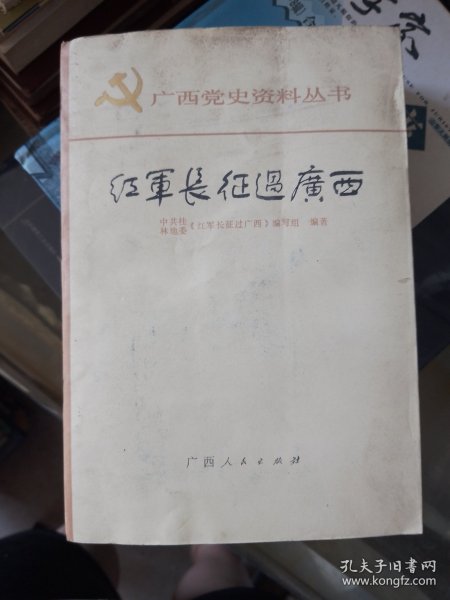 广西党史资料丛书
红軍長征過廣西
中共桂林地委《红军长征过广西》编写组 编著
广西人民出版社
孔夫子旧书网
www.kongfz.com